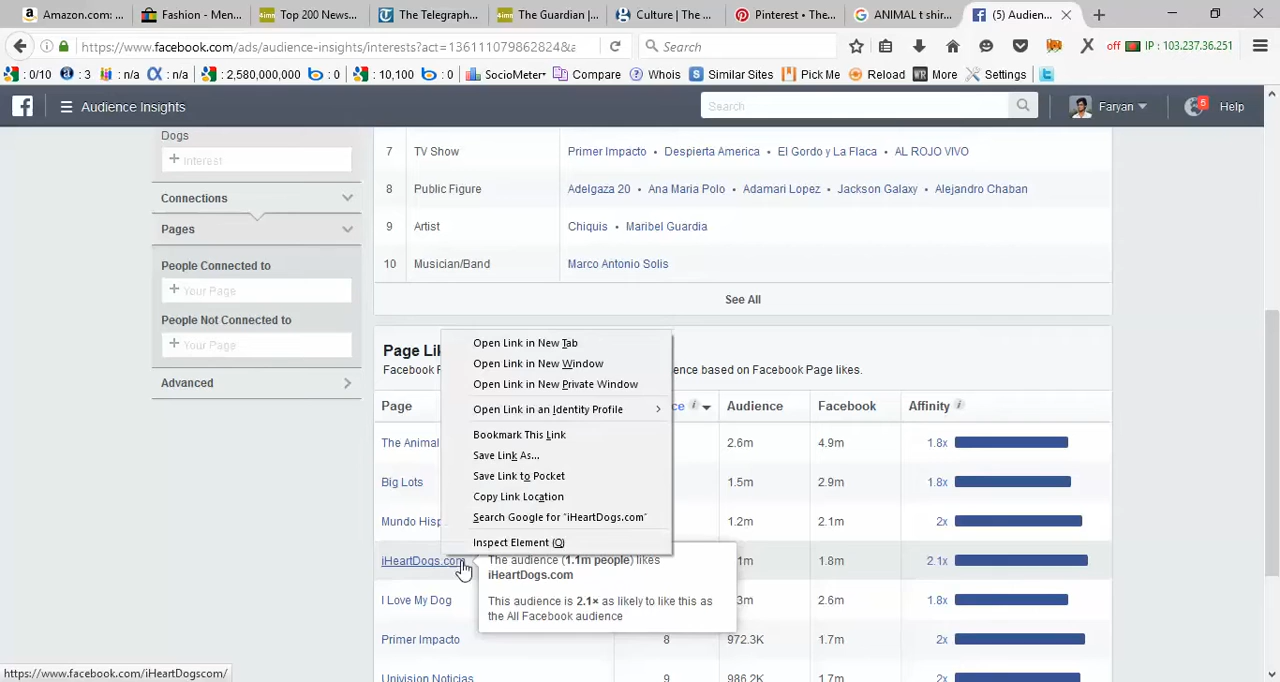 Amazon.com: ...
Fashion - Men...
Top 200 News...
The Telegraph...
The Guardian |...
Culture | The ...
Pinterest • The...
ANIMAL t shir...
(5) Audien...
https://www.facebook.com/ads/audience-insights/interests?act=136111079862824&a
Search
off
IP : 103.237.36.251
: 0/10
: 5
: n/a
: n/a
: 2,580,000,000
: 0
: 10,100
: 0
SocioMeter
Compare
Whois
Similar Sites
Pick Me
Reload
More
Settings
Audience Insights
Search
Faryan
5
Help
Dogs
+ Interest
Connections
Pages
People Connected to
+ Your Page
People Not Connected to
+ Your Page
Advanced
7 TV Show Primer Impacto • Despierta America • El Gordo y La Flaca • AL ROJO VIVO
8 Public Figure Adelgaza 20 • Ana Maria Polo • Adamari Lopez • Jackson Galaxy • Alejandro Chaban
9 Artist Chiquis • Maribel Guardia
10 Musician/Band Marco Antonio Solis
See All
Page Li
Facebook P
ence based on Facebook Page likes.
Page
ce
Audience
Facebook
Affinity
The Animal 2.6m 4.9m 1.8x
Big Lots 1.5m 2.9m 1.8x
Mundo Hisp 1.2m 2.1m 2x
iHeartDogs.com 1m 1.8m 2.1x
I Love My Dog 3m 2.6m 1.8x
Primer Impacto 8 972.3K 1.7m 2x
Univision Noticias 9 986.2K 1.7m 2x
Open Link in New Tab
Open Link in New Window
Open Link in New Private Window
Open Link in an Identity Profile
Bookmark This Link
Save Link As...
Save Link to Pocket
Copy Link Location
Search Google for "iHeartDogs.com"
Inspect Element (Q)
The audience (1.1m people) likes
iHeartDogs.com
This audience is 2.1× as likely to like this as
the All Facebook audience
https://www.facebook.com/iHeartDogscom/